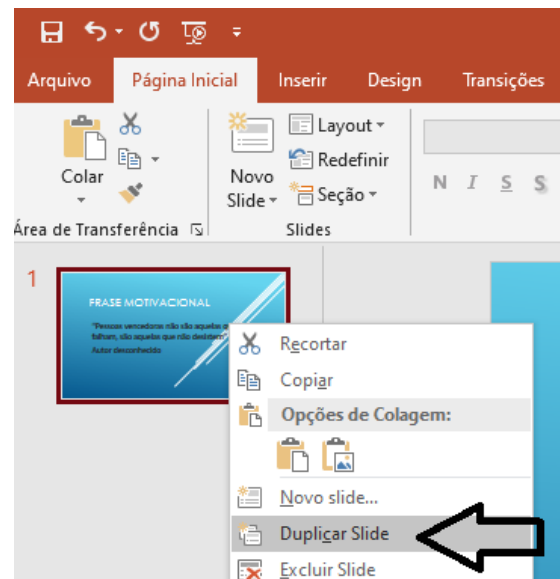 Arquivo Página Inicial Inserir Design Transições
Colar
Novo
Slide
Layout
Redefinir
Seção
N I S S
Área de Transferência
Slides
1
FRASE MOTIVACIONAL
"Pessoas vencedoras não são aquelas
falham, são aquelas que não desistem
Autor desconhecido
Recortar
Copiar
Opções de Colagem:
Novo slide...
Duplicar Slide
Excluir Slide